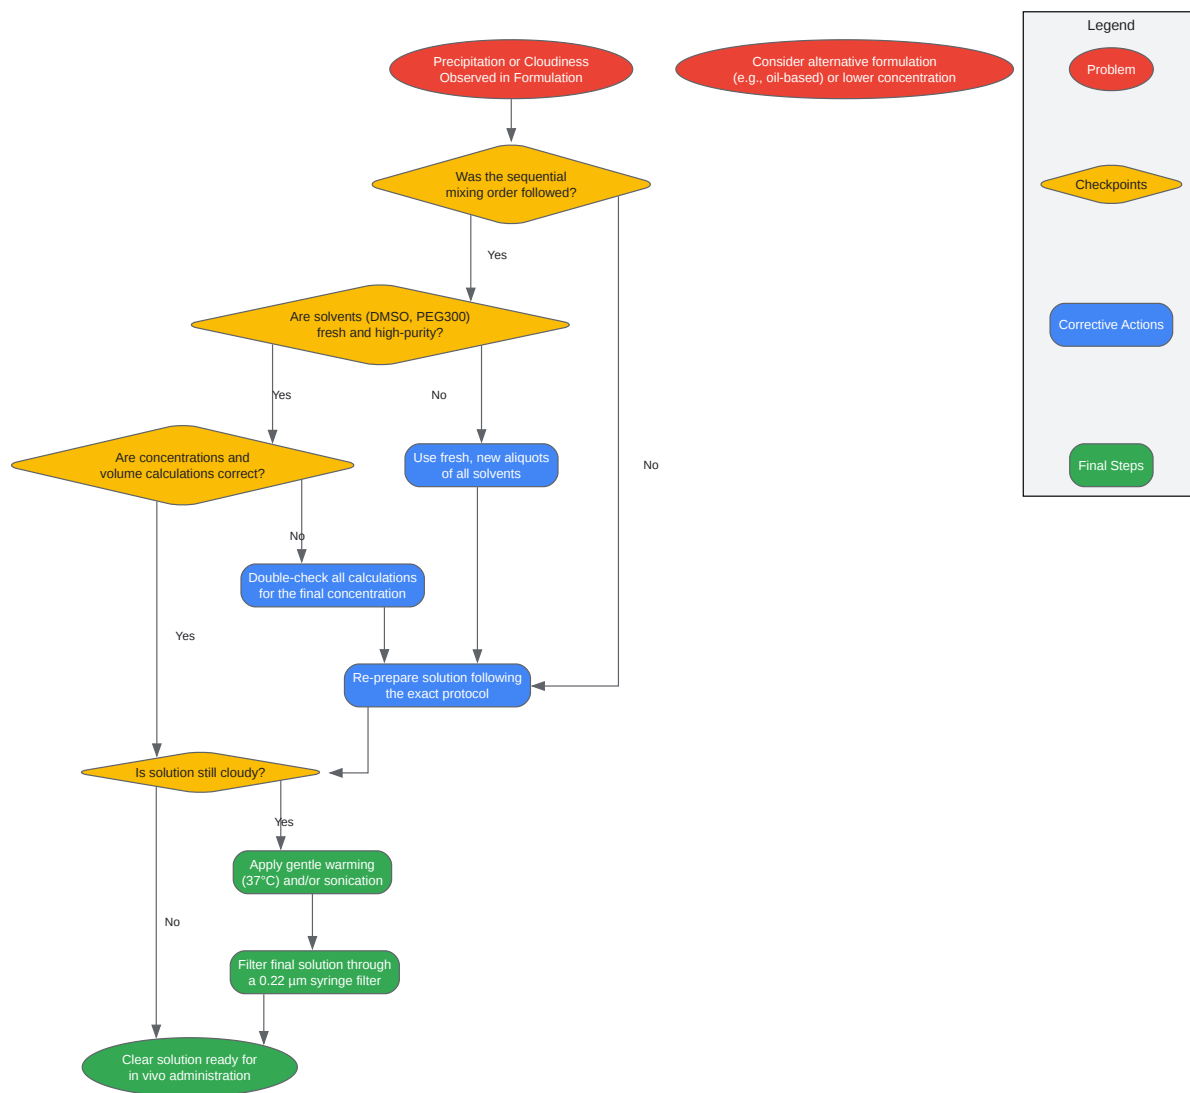 Legend
Precipitation or Cloudiness
Observed in Formulation
Consider alternative formulation
(e.g., oil-based) or lower concentration
Problem
Was the sequential
mixing order followed?
Checkpoints
Yes
Are solvents (DMSO, PEG300)
fresh and high-purity?
Corrective Actions
Yes
No
Are concentrations and
volume calculations correct?
Use fresh, new aliquots
of all solvents
No
Final Steps
No
Double-check all calculations
for the final concentration
Yes
Re-prepare solution following
the exact protocol
Is solution still cloudy?
Yes
Apply gentle warming
(37°C) and/or sonication
No
Filter final solution through
a 0.22 µm syringe filter
Clear solution ready for
in vivo administration